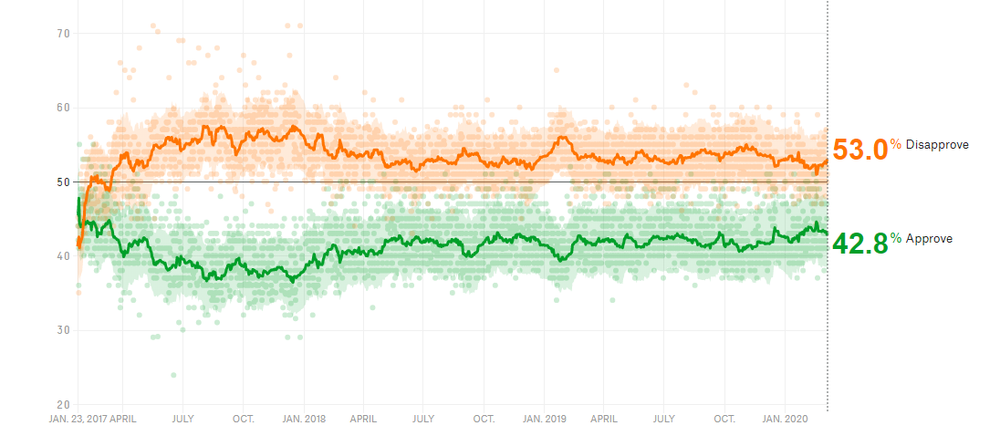 70
60
50
40
30
20
53.0% Disapprove
42.8% Approve
JAN. 23, 2017 APRIL JULY OCT. JAN. 2018 APRIL JULY OCT. JAN. 2019 APRIL JULY OCT. JAN. 2020